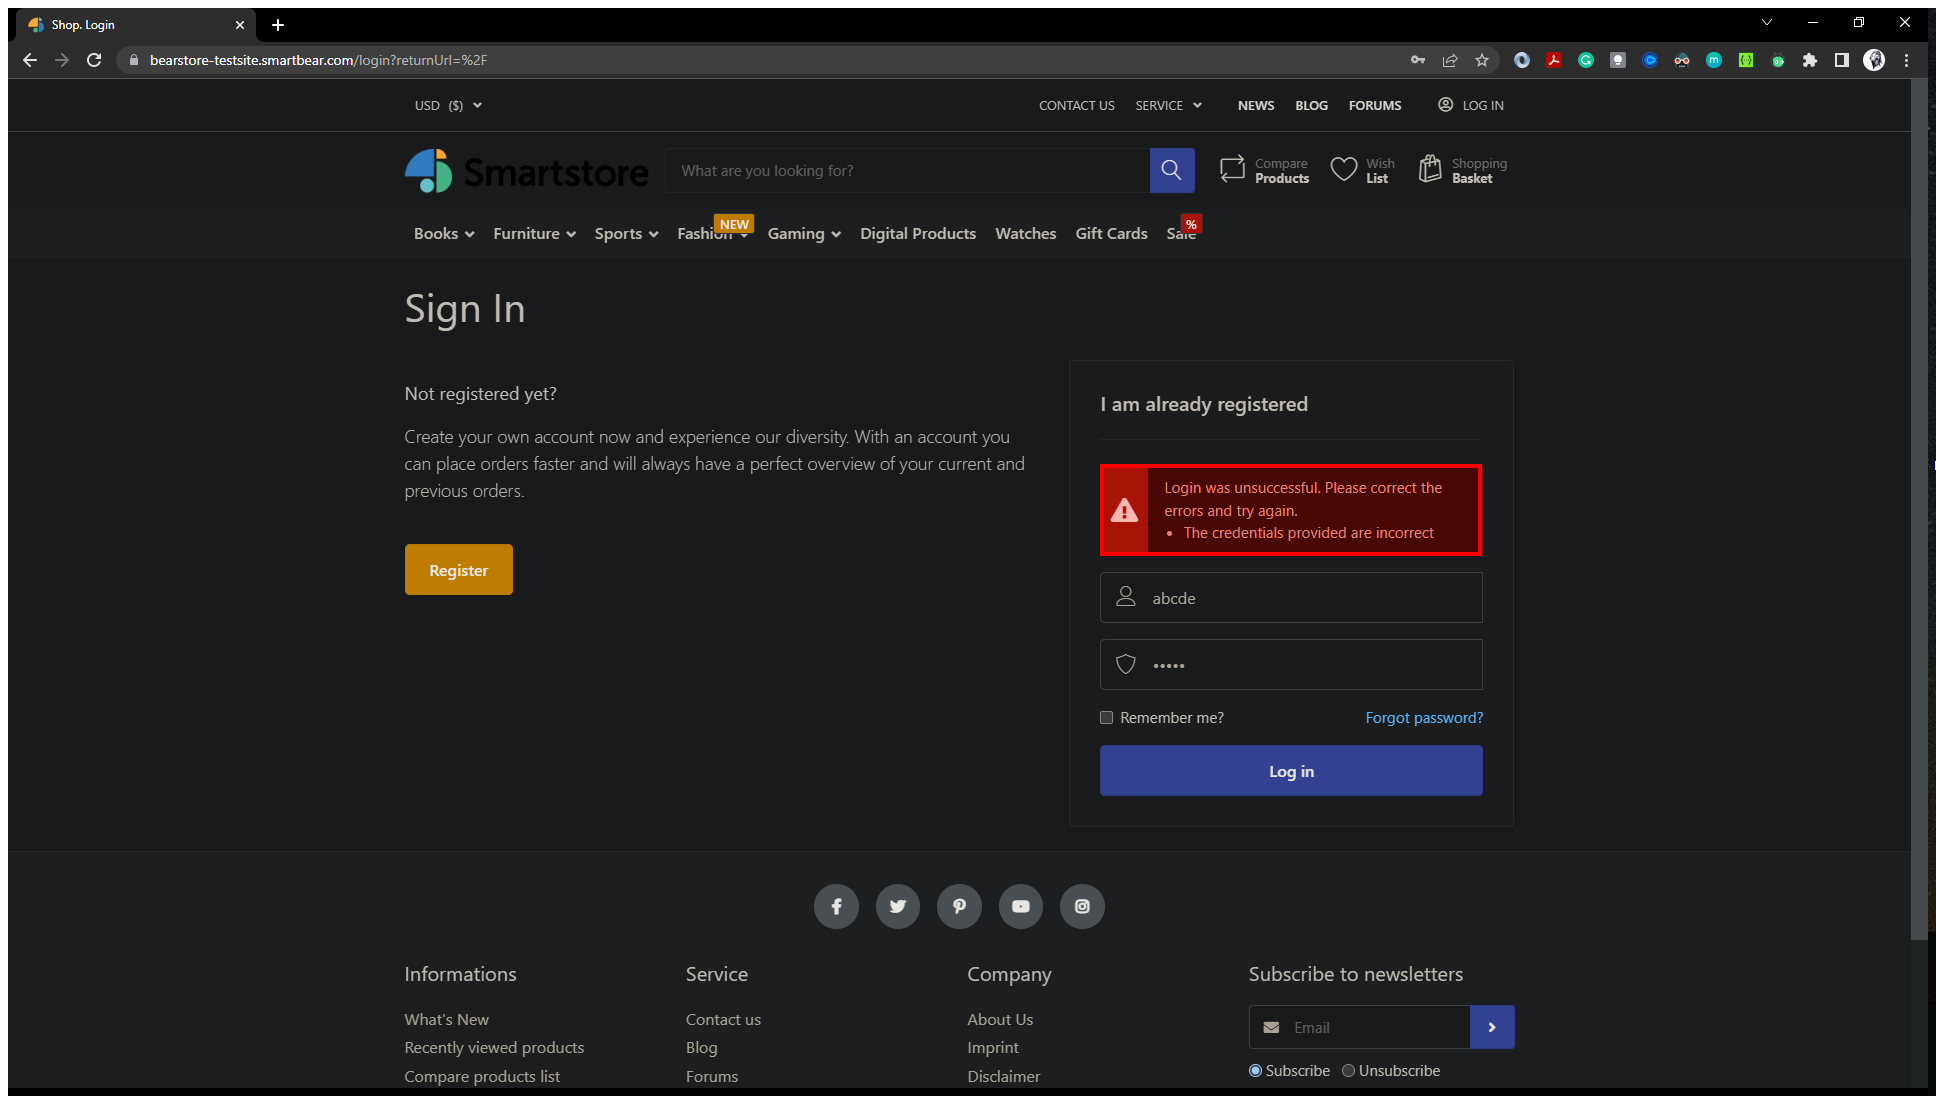 Shop. Login
bearstore-testsite.smartbear.com/login?returnUrl=%2F
USD ($)
CONTACT US SERVICE NEWS BLOG FORUMS LOG IN
Smartstore
What are you looking for?
Compare
Products
Wish
List
Shopping
Basket
NEW
%
Books Furniture Sports Fashion Gaming Digital Products Watches Gift Cards Sale
Sign In
Not registered yet?
Create your own account now and experience our diversity. With an account you
can place orders faster and will always have a perfect overview of your current and
previous orders.
Register
I am already registered
Login was unsuccessful. Please correct the
errors and try again.
• The credentials provided are incorrect
abcde
•••••
Remember me? Forgot password?
Log in
Informations
What's New
Recently viewed products
Compare products list
Service
Contact us
Blog
Forums
Company
About Us
Imprint
Disclaimer
Subscribe to newsletters
Email
Subscribe Unsubscribe